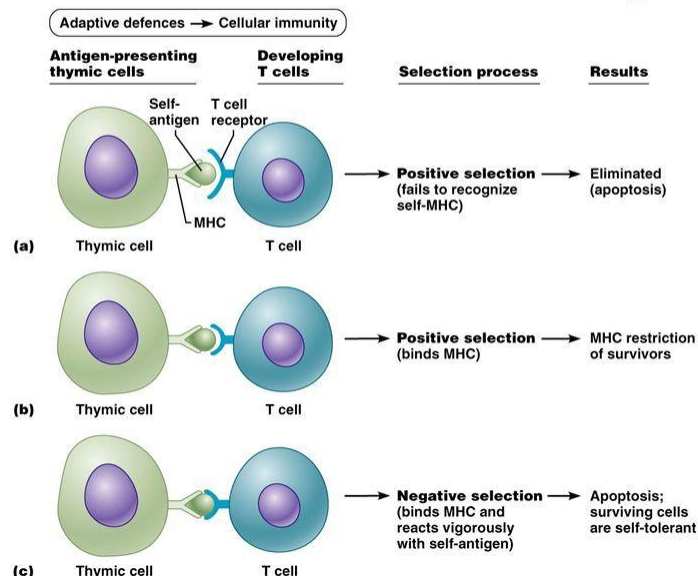 Adaptive defences → Cellular immunity
Antigen-presenting
thymic cells
Developing
T cells
Selection process
Results
Self-
antigen
T cell
receptor
MHC
Positive selection
(fails to recognize
self-MHC)
Eliminated
(apoptosis)
(a)
Thymic cell
T cell
Positive selection
(binds MHC)
MHC restriction
of survivors
(b)
Thymic cell
T cell
Negative selection
(binds MHC and
reacts vigorously
with self-antigen)
Apoptosis;
surviving cells
are self-tolerant
(c)
Thymic cell
T cell